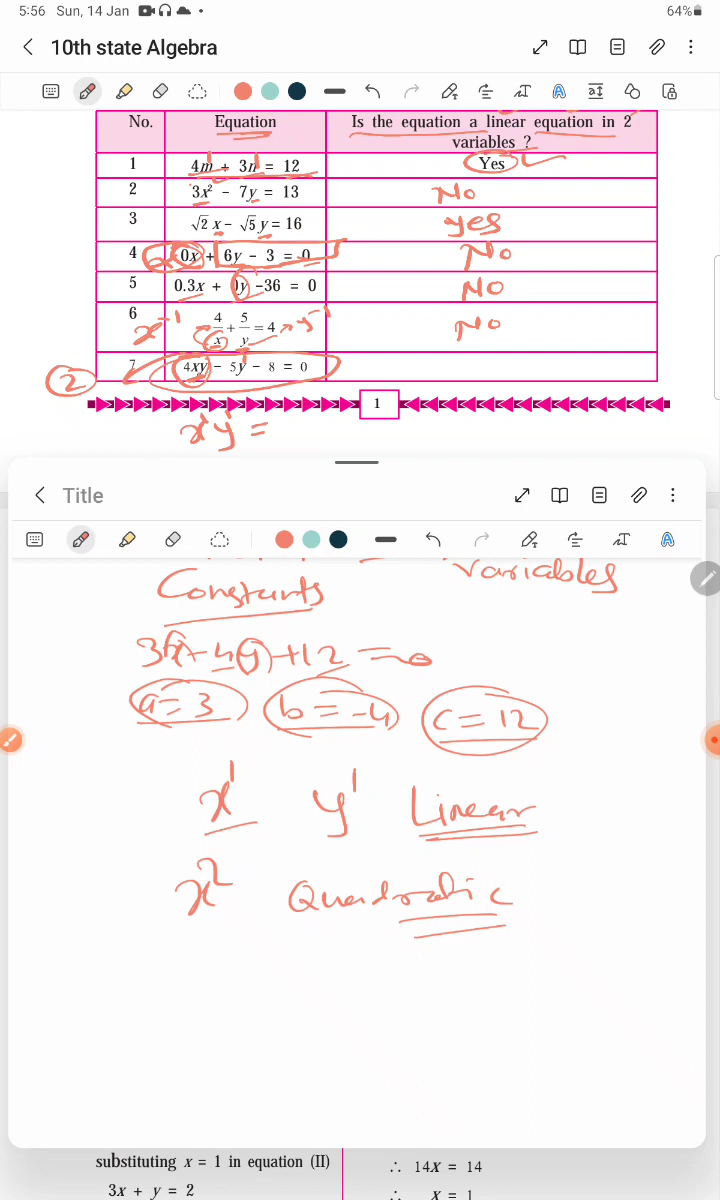 5:56 Sun, 14 Jan 64%
10th state Algebra
No. Equation Is the equation a linear equation in 2 variables ?
1 4m + 3n = 12 Yes
2 3x² - 7y = 13 No
3 √2 x - √5 y = 16 yes
4 0x + 6y - 3 = 0 No
5 0.3x + 0y - 36 = 0 No
6 x⁻¹ 4/x + 5/y = 4 → y⁻¹ No
7 4xy - 5y - 8 = 0
2
1
x¹y¹ =
Title
variables
Constants
3x - 4y + 12 = 0
a = 3 b = -4 c = 12
x¹ y¹ Linear
x² Quadratic
substituting x = 1 in equation (II)
∴ 14x = 14
3x + y = 2
∴ x = 1